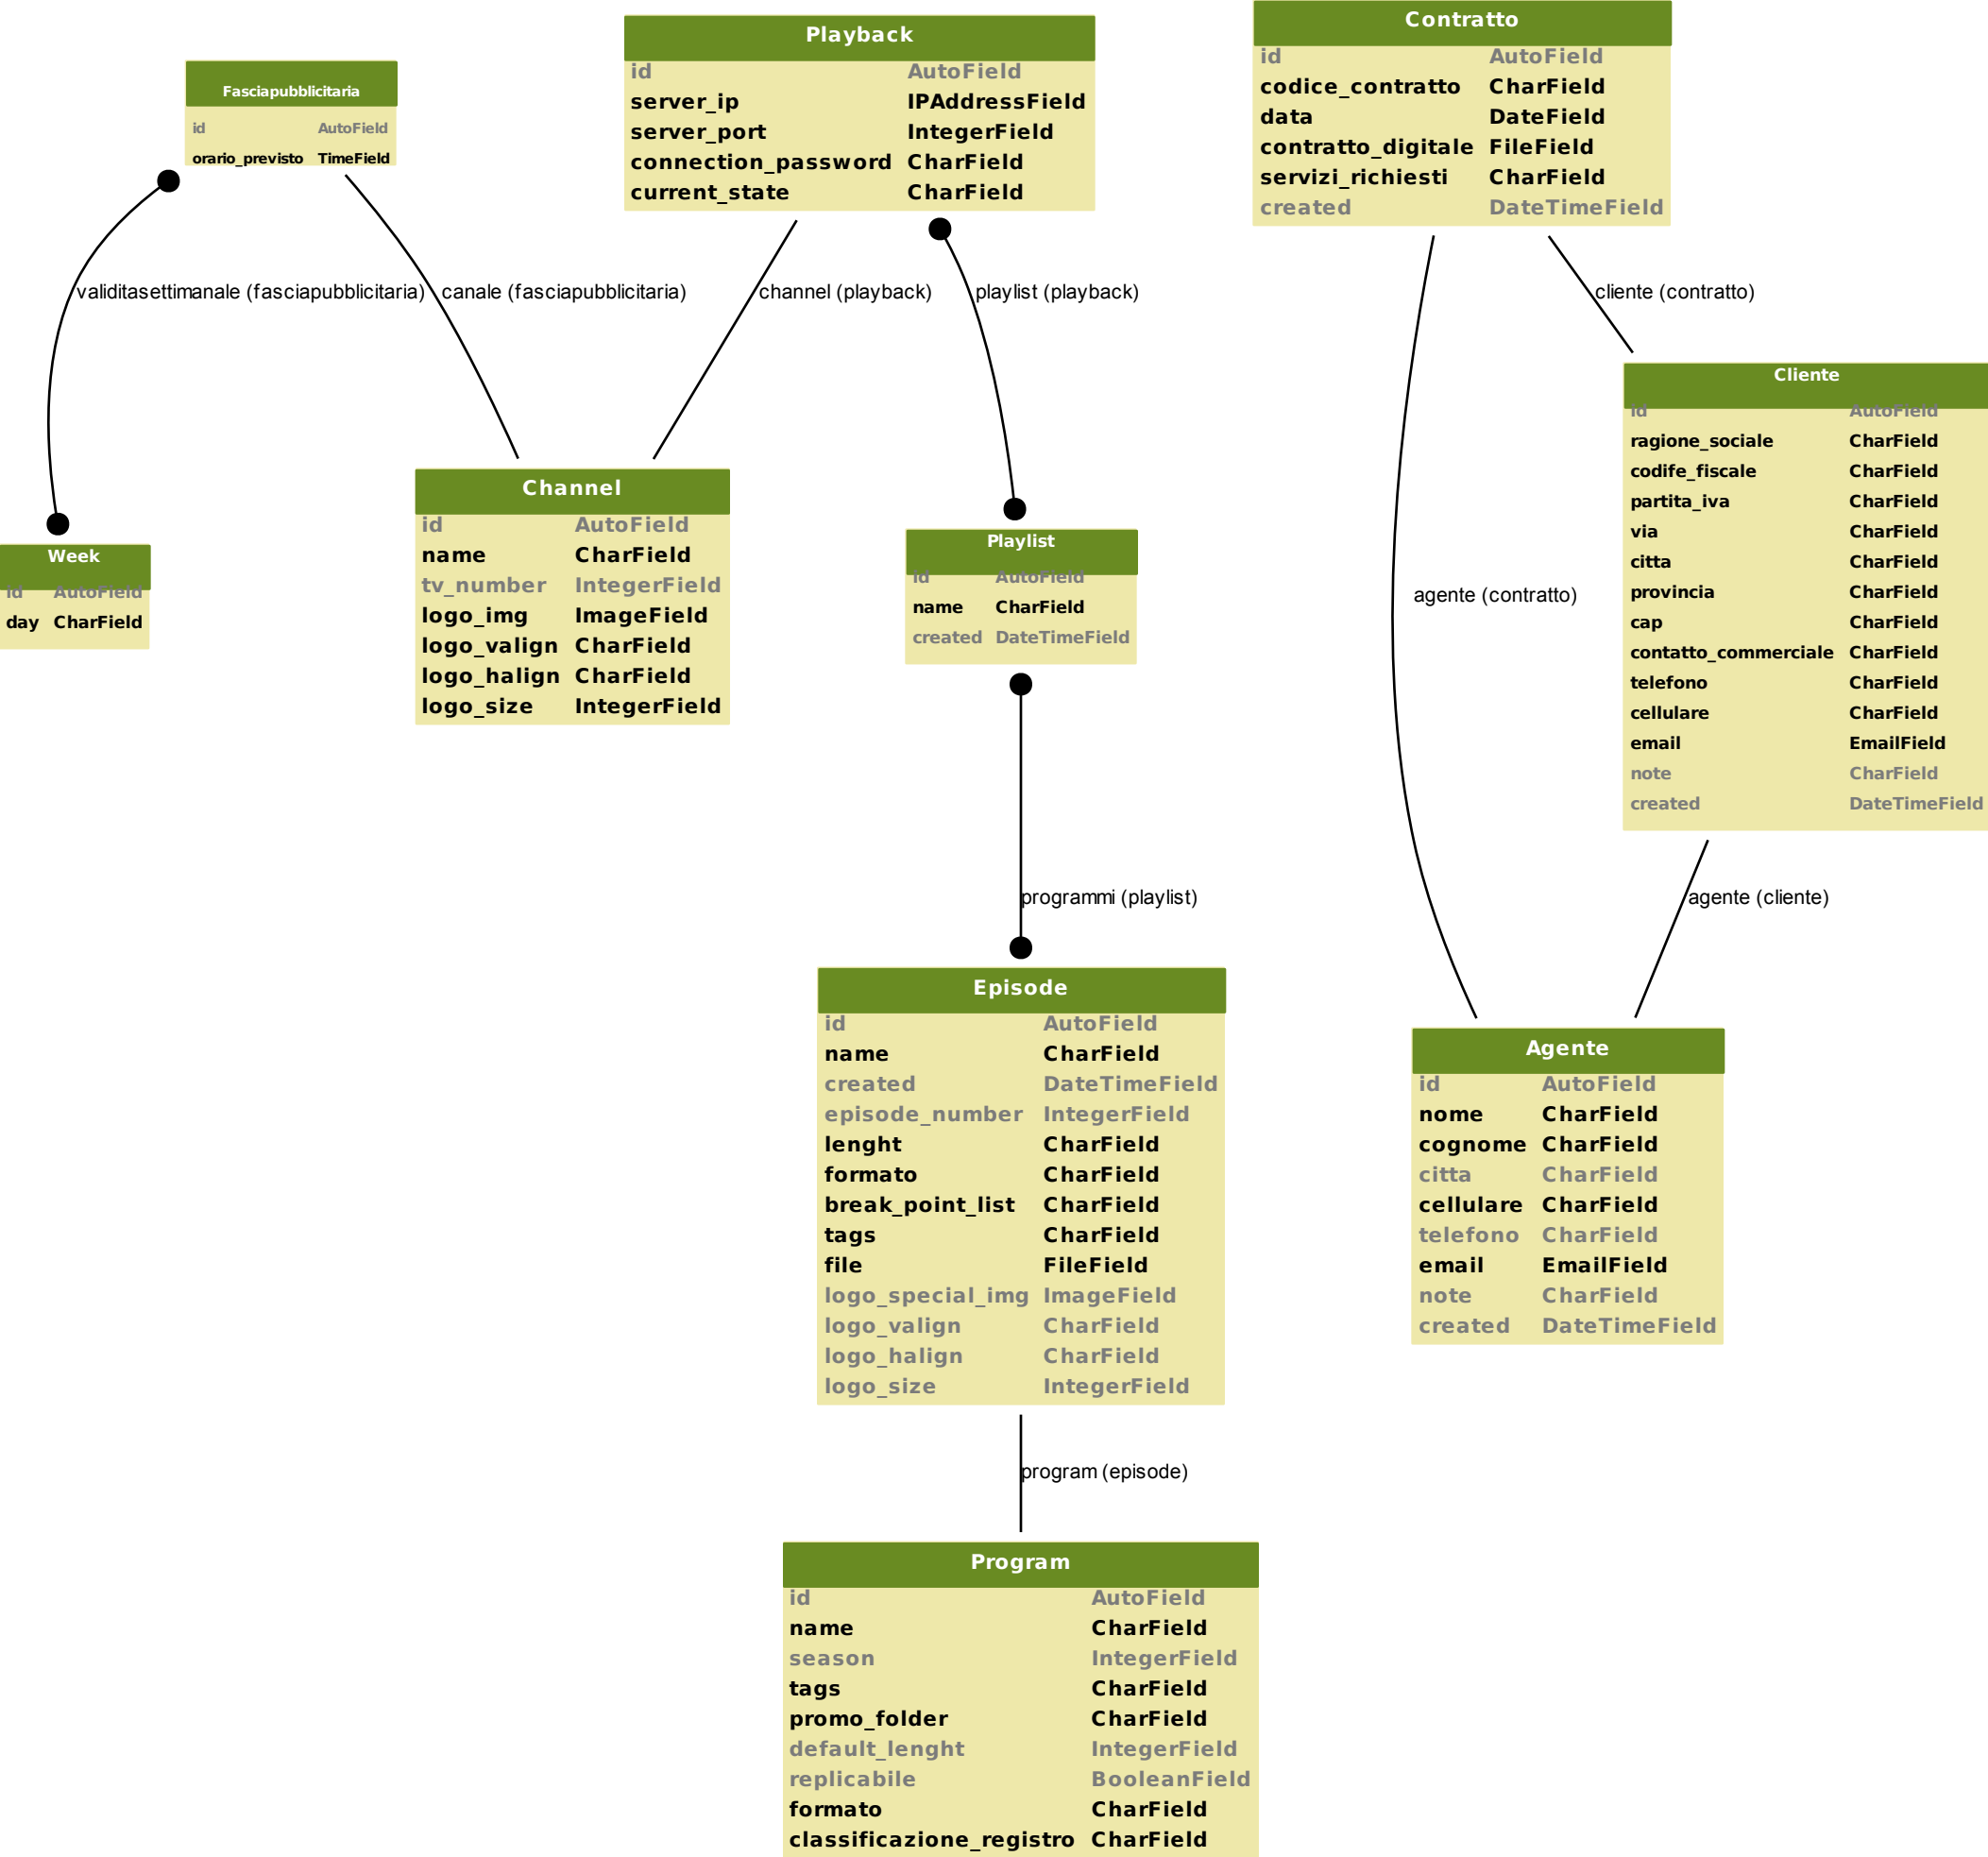 Fasciapubblicitaria
id AutoField
orario_previsto TimeField
Playback
id AutoField
server_ip IPAddressField
server_port IntegerField
connection_password CharField
current_state CharField
Contratto
id AutoField
codice_contratto CharField
data DateField
contratto_digitale FileField
servizi_richiesti CharField
created DateTimeField
validitasettimanale (fasciapubblicitaria)
canale (fasciapubblicitaria)
channel (playback)
playlist (playback)
cliente (contratto)
Week
id AutoField
day CharField
Channel
id AutoField
name CharField
tv_number IntegerField
logo_img ImageField
logo_valign CharField
logo_halign CharField
logo_size IntegerField
Playlist
id AutoField
name CharField
created DateTimeField
agente (contratto)
Cliente
id AutoField
ragione_sociale CharField
codife_fiscale CharField
partita_iva CharField
via CharField
citta CharField
provincia CharField
cap CharField
contatto_commerciale CharField
telefono CharField
cellulare CharField
email EmailField
note CharField
created DateTimeField
programmi (playlist)
agente (cliente)
Episode
id AutoField
name CharField
created DateTimeField
episode_number IntegerField
lenght CharField
formato CharField
break_point_list CharField
tags CharField
file FileField
logo_special_img ImageField
logo_valign CharField
logo_halign CharField
logo_size IntegerField
Agente
id AutoField
nome CharField
cognome CharField
citta CharField
cellulare CharField
telefono CharField
email EmailField
note CharField
created DateTimeField
program (episode)
Program
id AutoField
name CharField
season IntegerField
tags CharField
promo_folder CharField
default_lenght IntegerField
replicabile BooleanField
formato CharField
classificazione_registro CharField